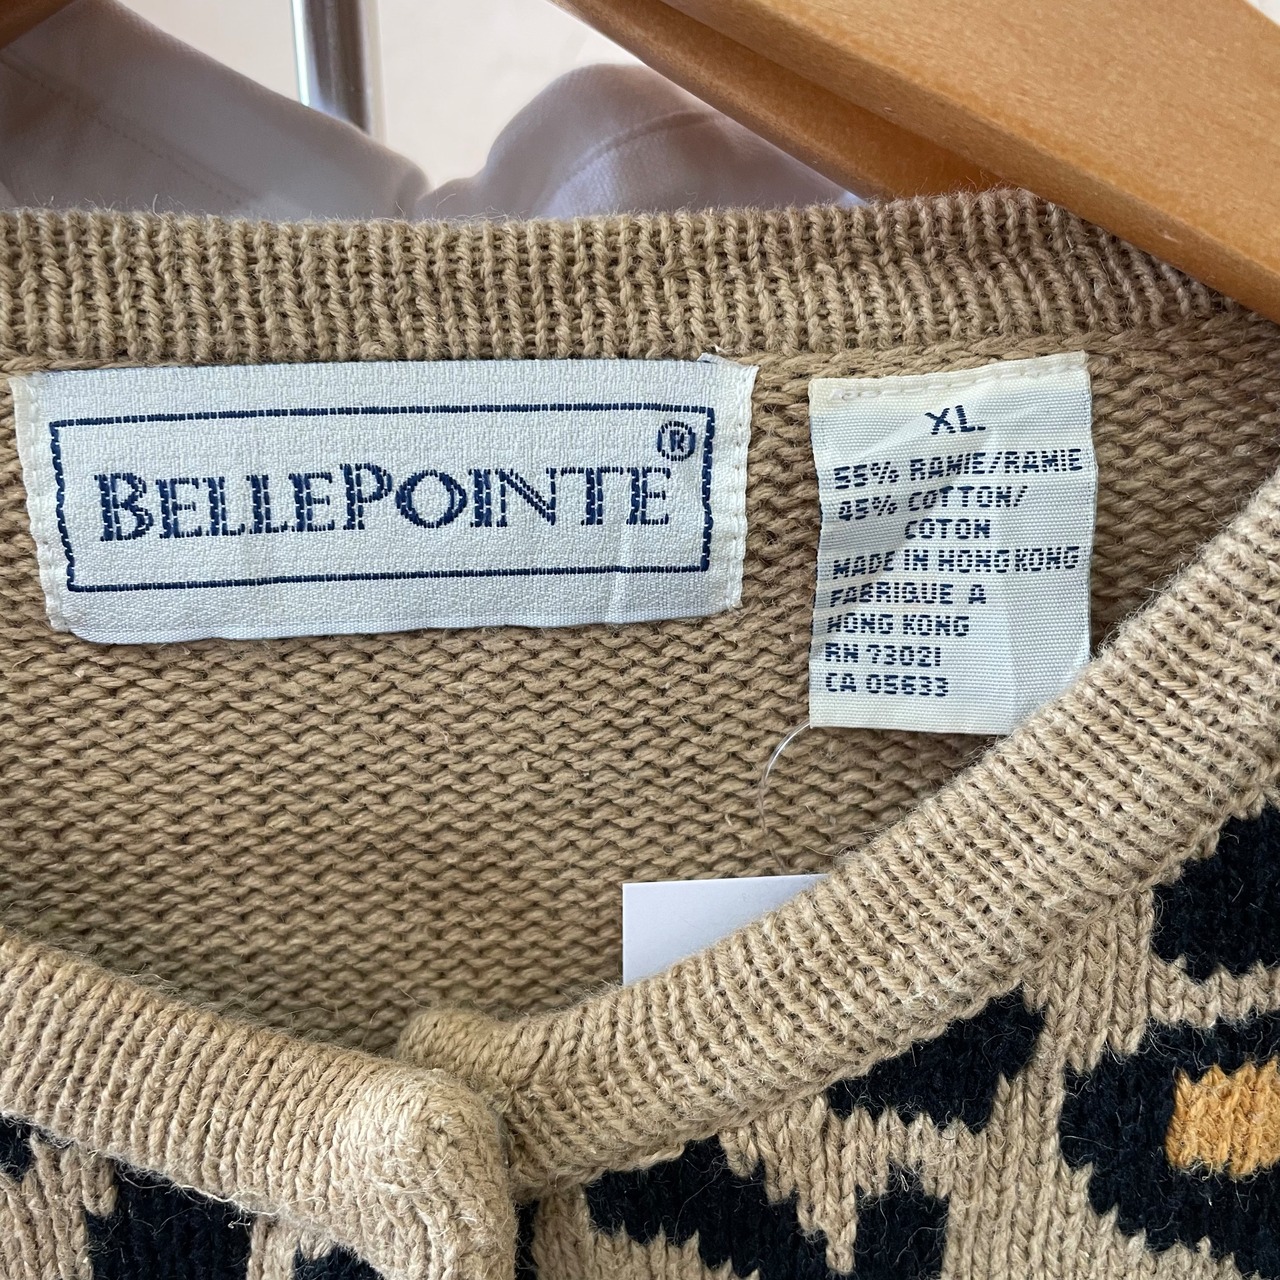 BELLEPOINTE®
XL
55% RAMIE/RAMIE
45% COTTON/
COTON
MADE IN HONG KONG
FABRIQUE A
HONG KONG
RN 73021
CA 05633